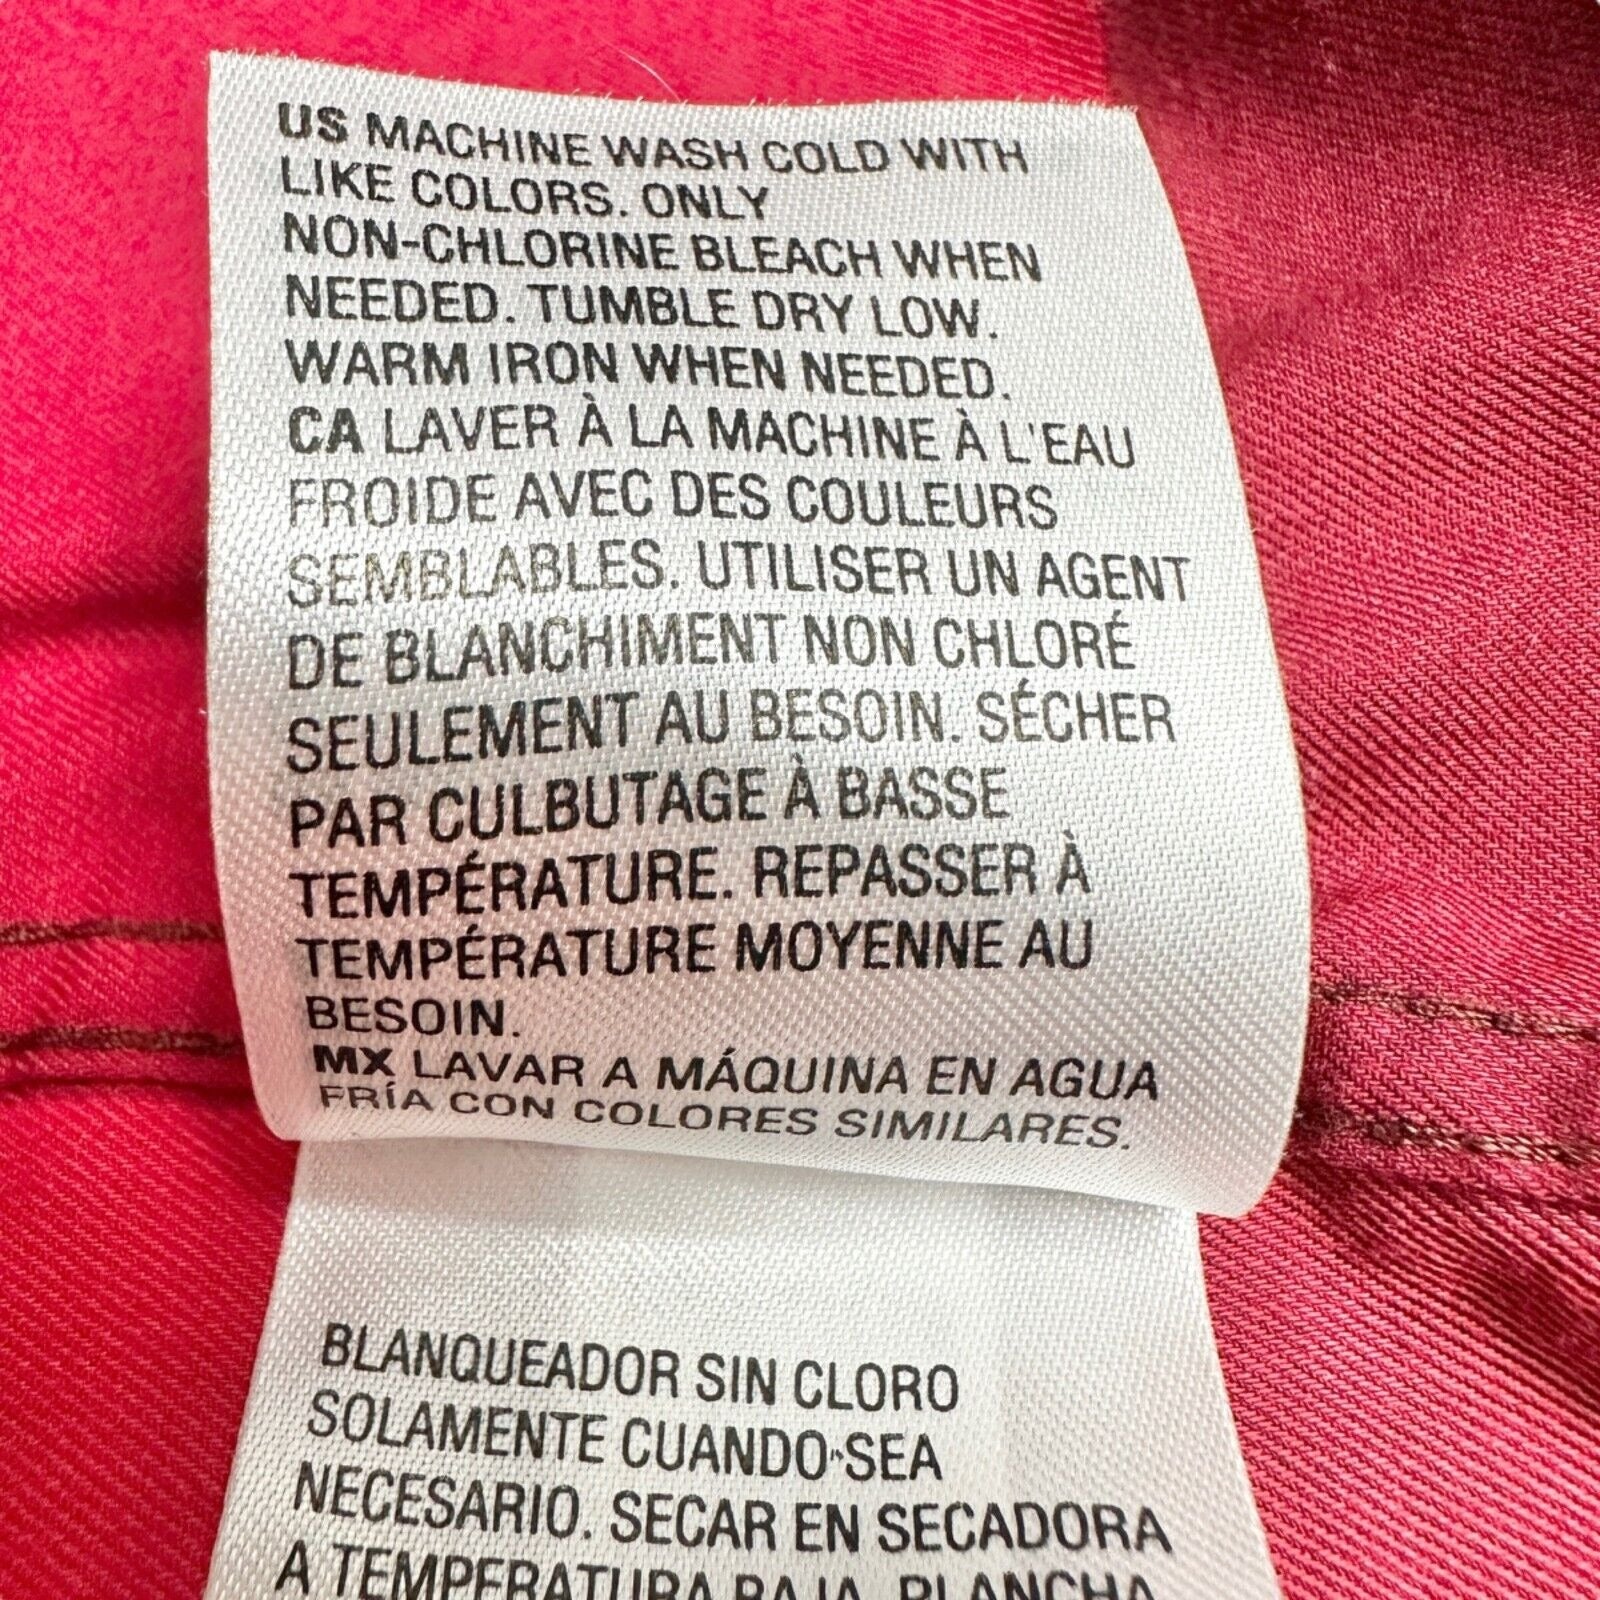 US MACHINE WASH COLD WITH
LIKE COLORS. ONLY
NON-CHLORINE BLEACH WHEN
NEEDED. TUMBLE DRY LOW.
WARM IRON WHEN NEEDED.
CA LAVER À LA MACHINE À L'EAU
FROIDE AVEC DES COULEURS
SEMBLABLES. UTILISER UN AGENT
DE BLANCHIMENT NON CHLORÉ
SEULEMENT AU BESOIN. SÉCHER
PAR CULBUTAGE À BASSE
TEMPÉRATURE. REPASSER À
TEMPÉRATURE MOYENNE AU
BESOIN.
MX LAVAR A MÁQUINA EN AGUA
FRÍA CON COLORES SIMILARES.
BLANQUEADOR SIN CLORO
SOLAMENTE CUANDO SEA
NECESARIO. SECAR EN SECADORA
A TEMPERATURA BAJA. PLANCHA